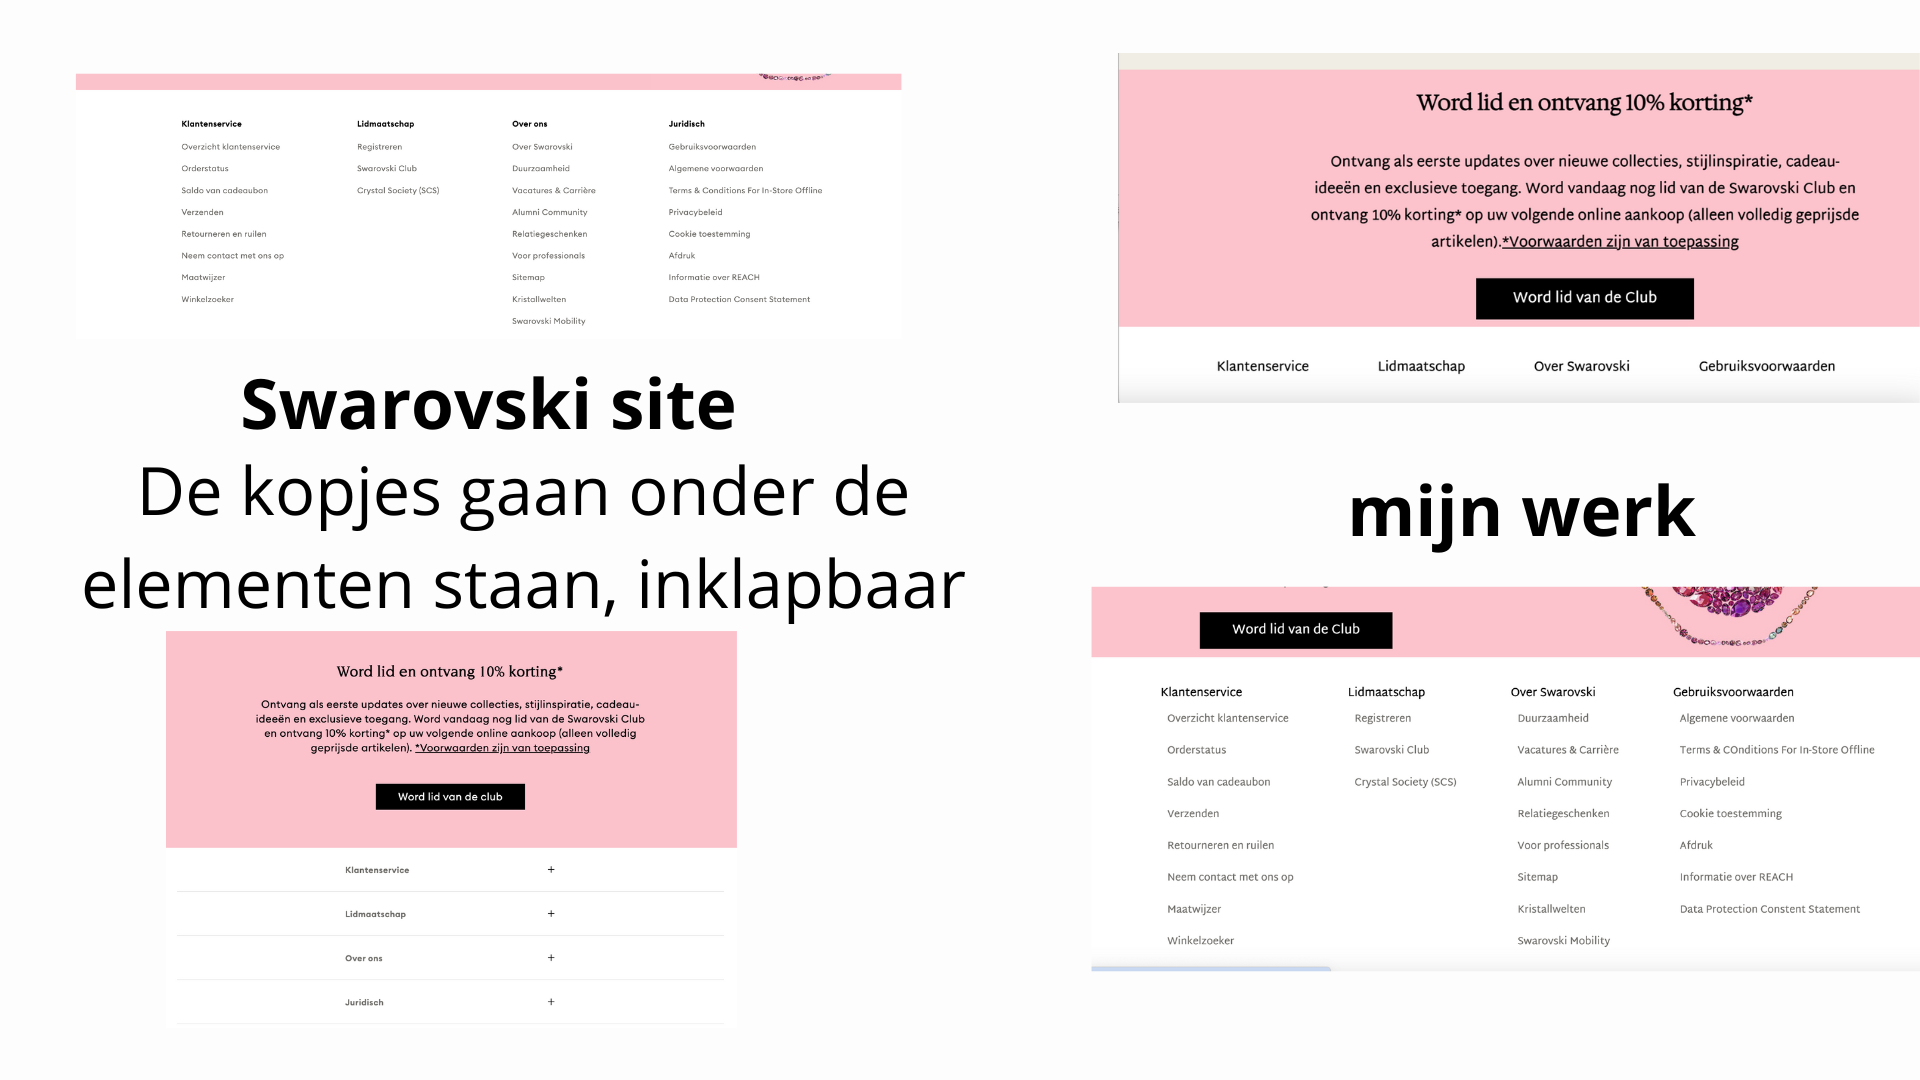 Klantenservice
Overzicht klantenservice
Orderstatus
Saldo van cadeaubon
Verzenden
Retourneren en ruilen
Neem contact met ons op
Maatwijzer
Winkelzoeker
Lidmaatschap
Registreren
Swarovski Club
Crystal Society (SCS)
Over ons
Over Swarovski
Duurzaamheid
Vacatures & Carrière
Alumni Community
Relatiegeschenken
Voor professionals
Sitemap
Kristallwelten
Swarovski Mobility
Juridisch
Gebruiksvoorwaarden
Algemene voorwaarden
Terms & Conditions For In-Store Offline
Privacybeleid
Cookie toestemming
Afdruk
Informatie over REACH
Data Protection Consent Statement
Swarovski site
De kopjes gaan onder de
elementen staan, inklapbaar
Word lid en ontvang 10% korting*
Ontvang als eerste updates over nieuwe collecties, stijlinspiratie, cadeau-
ideeën en exclusieve toegang. Word vandaag nog lid van de Swarovski Club
en ontvang 10% korting* op uw volgende online aankoop (alleen volledig
geprijsde artikelen). *Voorwaarden zijn van toepassing
Word lid van de club
Klantenservice +
Lidmaatschap +
Over ons +
Juridisch +
Word lid en ontvang 10% korting*
Ontvang als eerste updates over nieuwe collecties, stijlinspiratie, cadeau-
ideeën en exclusieve toegang. Word vandaag nog lid van de Swarovski Club en
ontvang 10% korting* op uw volgende online aankoop (alleen volledig geprijsde
artikelen).*Voorwaarden zijn van toepassing
Word lid van de Club
Klantenservice Lidmaatschap Over Swarovski Gebruiksvoorwaarden
mijn werk
Word lid van de Club
Klantenservice
Overzicht klantenservice
Orderstatus
Saldo van cadeaubon
Verzenden
Retourneren en ruilen
Neem contact met ons op
Maatwijzer
Winkelzoeker
Lidmaatschap
Registreren
Swarovski Club
Crystal Society (SCS)
Over Swarovski
Duurzaamheid
Vacatures & Carrière
Alumni Community
Relatiegeschenken
Voor professionals
Sitemap
Kristallwelten
Swarovski Mobility
Gebruiksvoorwaarden
Algemene voorwaarden
Terms & COnditions For In-Store Offline
Privacybeleid
Cookie toestemming
Afdruk
Informatie over REACH
Data Protection Constent Statement